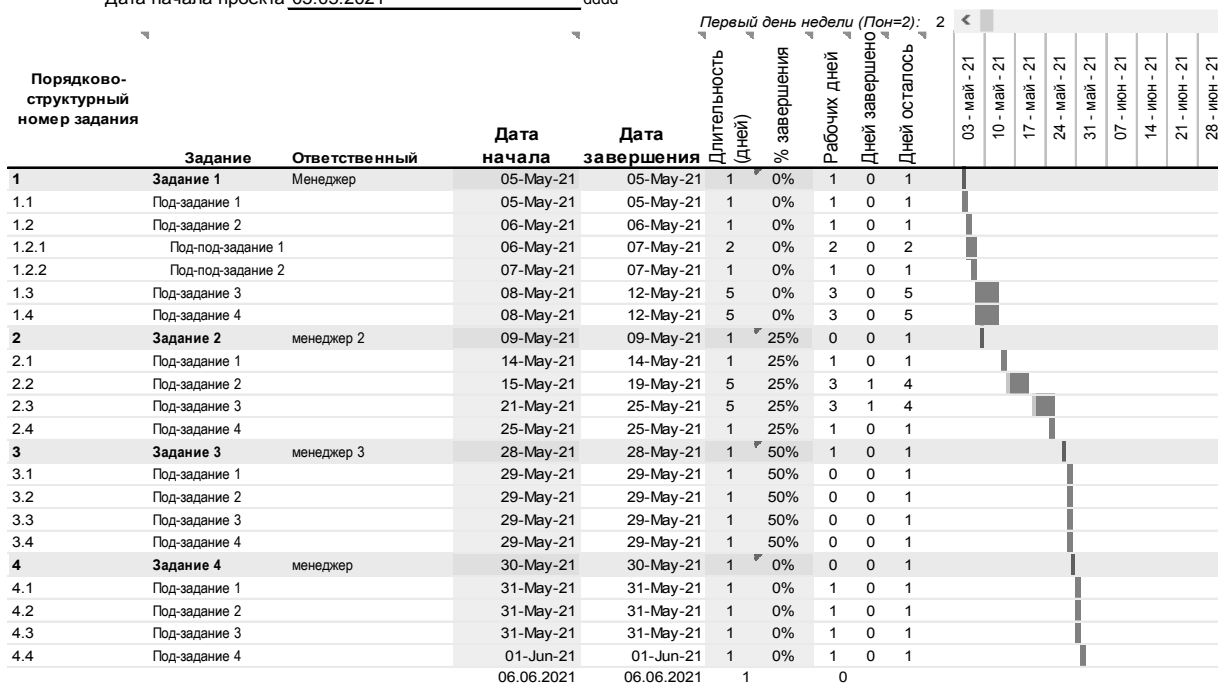 Первый день недели (Пон=2): 2
Порядково-структурный номер задания Задание Ответственный Дата начала Дата завершения Длительность (дней) % завершения Рабочих дней Дней завершено Дней осталось 03 - май - 21 10 - май - 21 17 - май - 21 24 - май - 21 31 - май - 21 07 - июн - 21 14 - июн - 21 21 - июн - 21 28 - июн - 21
1 Задание 1 Менеджер 05-May-21 05-May-21 1 0% 1 0 1
1.1 Под-задание 1 05-May-21 05-May-21 1 0% 1 0 1
1.2 Под-задание 2 06-May-21 06-May-21 1 0% 1 0 1
1.2.1 Под-под-задание 1 06-May-21 07-May-21 2 0% 2 0 2
1.2.2 Под-под-задание 2 07-May-21 07-May-21 1 0% 1 0 1
1.3 Под-задание 3 08-May-21 12-May-21 5 0% 3 0 5
1.4 Под-задание 4 08-May-21 12-May-21 5 0% 3 0 5
2 Задание 2 менеджер 2 09-May-21 09-May-21 1 25% 0 0 1
2.1 Под-задание 1 14-May-21 14-May-21 1 25% 1 0 1
2.2 Под-задание 2 15-May-21 19-May-21 5 25% 3 1 4
2.3 Под-задание 3 21-May-21 25-May-21 5 25% 3 1 4
2.4 Под-задание 4 25-May-21 25-May-21 1 25% 1 0 1
3 Задание 3 менеджер 3 28-May-21 28-May-21 1 50% 1 0 1
3.1 Под-задание 1 29-May-21 29-May-21 1 50% 0 0 1
3.2 Под-задание 2 29-May-21 29-May-21 1 50% 0 0 1
3.3 Под-задание 3 29-May-21 29-May-21 1 50% 0 0 1
3.4 Под-задание 4 29-May-21 29-May-21 1 50% 0 0 1
4 Задание 4 менеджер 30-May-21 30-May-21 1 0% 0 0 1
4.1 Под-задание 1 31-May-21 31-May-21 1 0% 1 0 1
4.2 Под-задание 2 31-May-21 31-May-21 1 0% 1 0 1
4.3 Под-задание 3 31-May-21 31-May-21 1 0% 1 0 1
4.4 Под-задание 4 01-Jun-21 01-Jun-21 1 0% 1 0 1
06.06.2021 06.06.2021 1 0